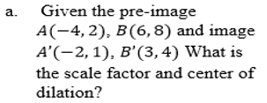 a. Given the pre-image
A(−4, 2), B(6, 8) and image
A′(−2, 1), B′(3, 4) What is
the scale factor and center of
dilation?